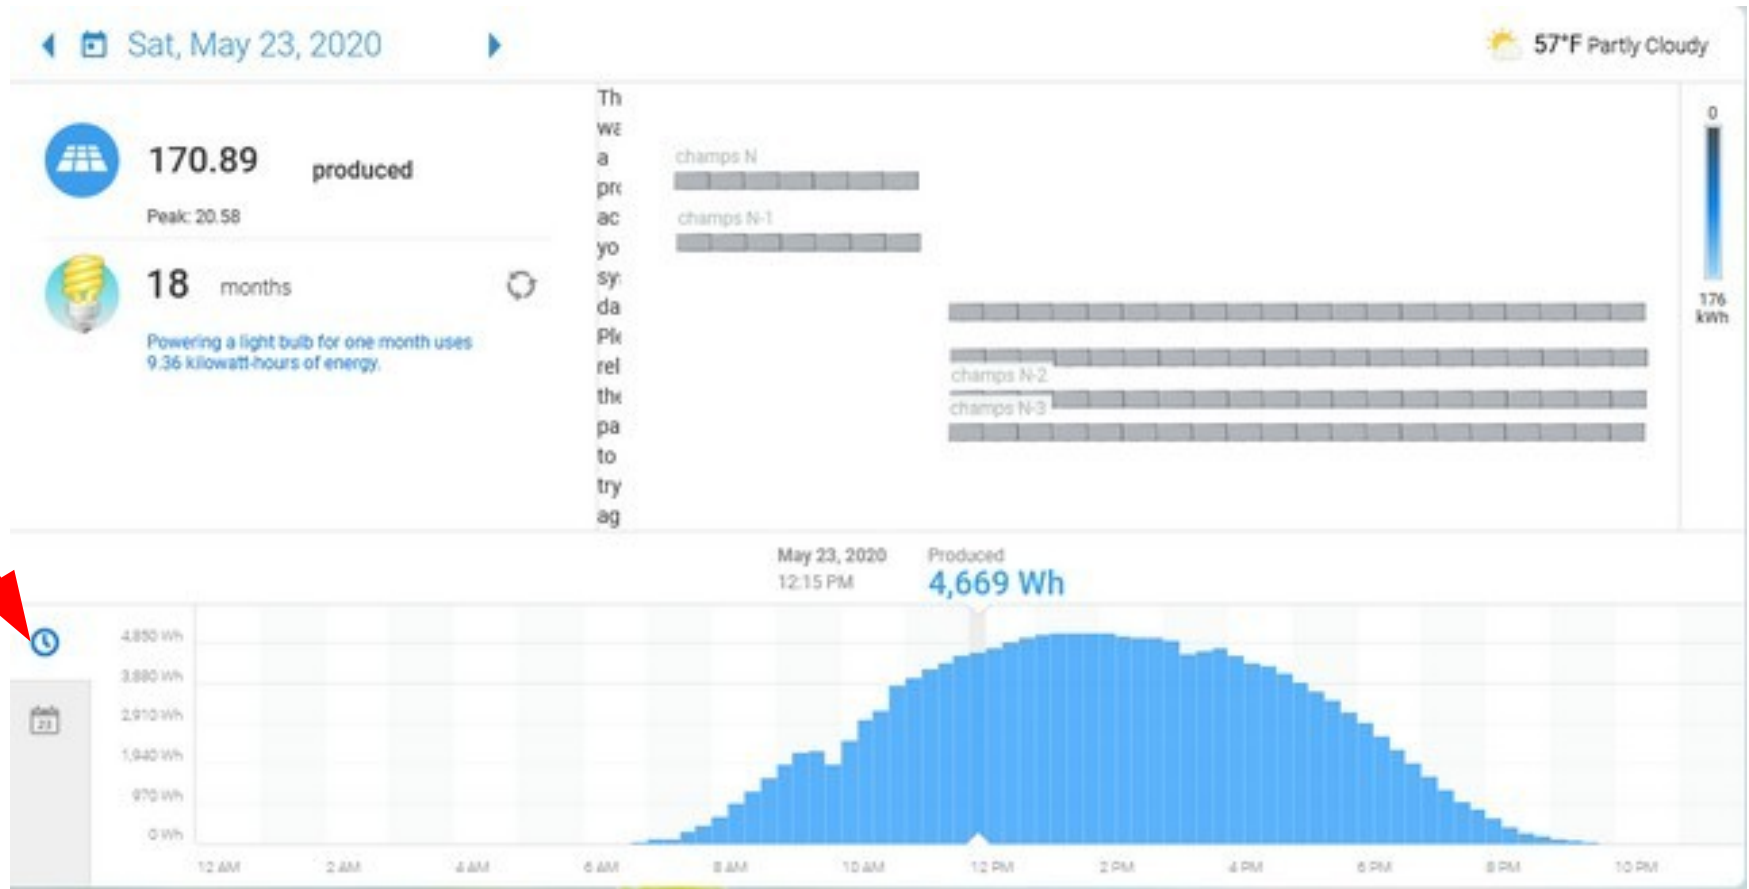 Sat, May 23, 2020
57°F Partly Cloudy
170.89 produced
Peak: 20.58
18 months
Powering a light bulb for one month uses
9.36 kilowatt-hours of energy.
Th
wa
a
pro
ac
yo
sy
da
Ple
rel
the
pa
to
try
ag
champs N
champs N-1
champs N-2
champs N-3
0
176
kWh
May 23, 2020
12:15 PM
Produced
4,669 Wh
4,850 Wh
3,880 Wh
2,910 Wh
1,940 Wh
970 Wh
0 Wh
23
12 AM 2 AM 4 AM 6 AM 8 AM 10 AM 12 PM 2 PM 4 PM 6 PM 8 PM 10 PM